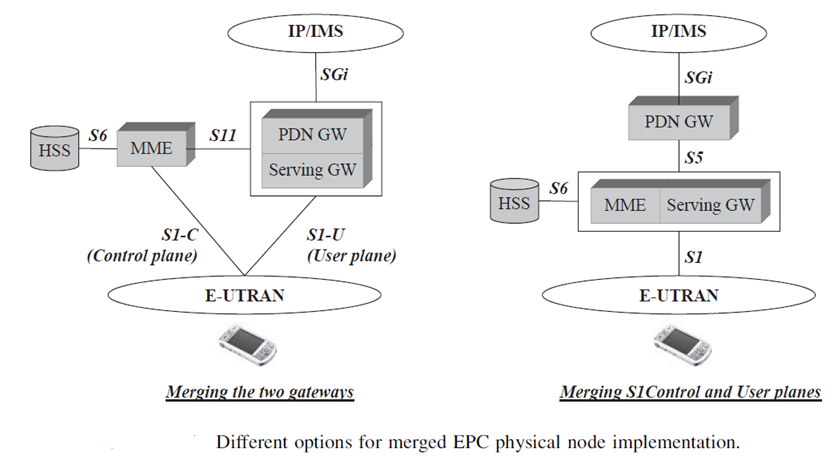 IP/IMS
SGi
HSS
S6
MME
S11
PDN GW
Serving GW
S1-C
(Control plane)
S1-U
(User plane)
E-UTRAN
Merging the two gateways
IP/IMS
SGi
PDN GW
S5
HSS
S6
MME
Serving GW
S1
E-UTRAN
Merging S1Control and User planes
Different options for merged EPC physical node implementation.